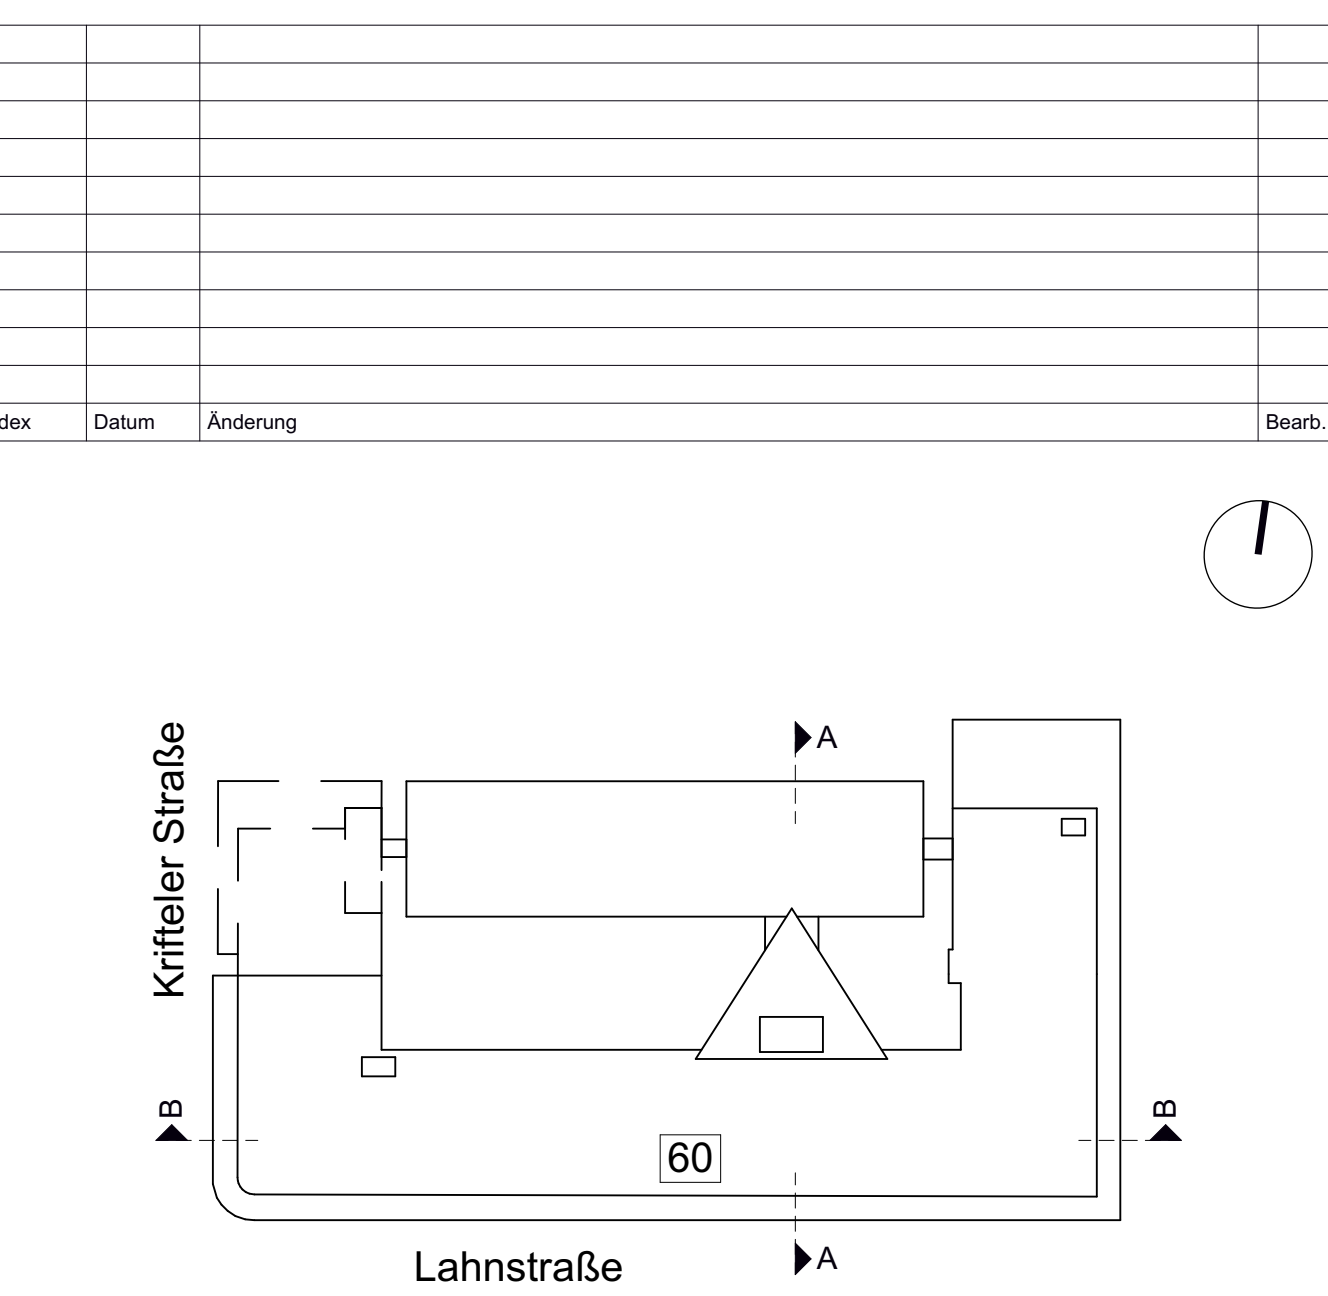 dex Datum Änderung Bearb.
Krifteler Straße
A
B
B
60
A
Lahnstraße